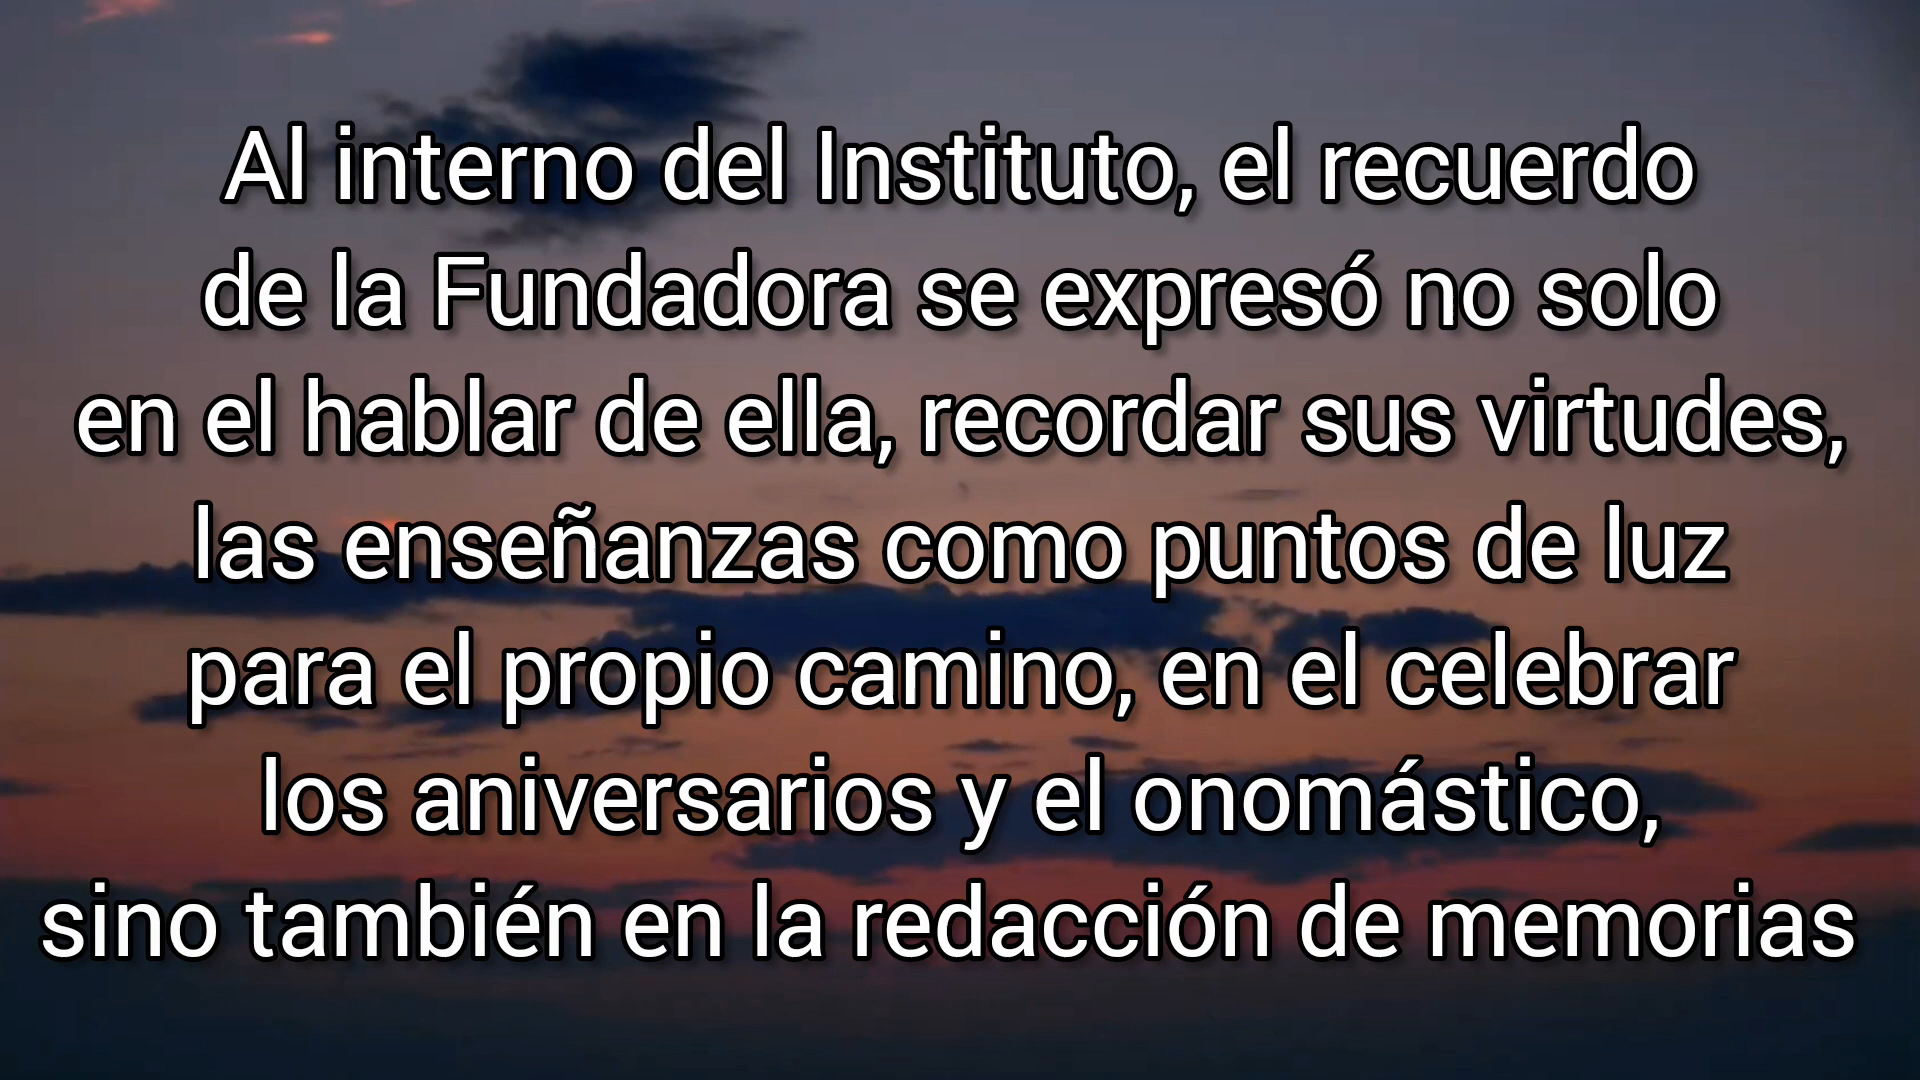 Al interno del Instituto, el recuerdo
de la Fundadora se expresó no solo
en el hablar de ella, recordar sus virtudes,
las enseñanzas como puntos de luz
para el propio camino, en el celebrar
los aniversarios y el onomástico,
sino también en la redacción de memorias